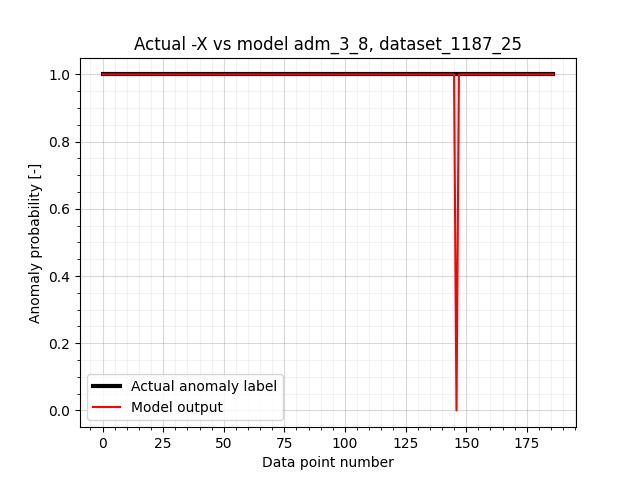 Actual -X vs model adm_3_8, dataset_1187_25
Anomaly probability [-]
1.0
0.8
0.6
0.4
0.2
0.0
Actual anomaly label
Model output
0 25 50 75 100 125 150 175
Data point number